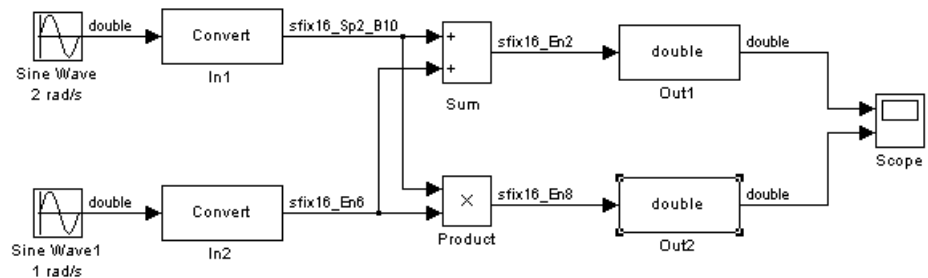 double
Convert
sfix16_Sp2_B10
+
+
sfix16_En2
double
double
Sine Wave
2 rad/s
In1
Sum
Out1
Scope
double
Convert
sfix16_En6
×
sfix16_En8
double
double
Sine Wave1
1 rad/s
In2
Product
Out2